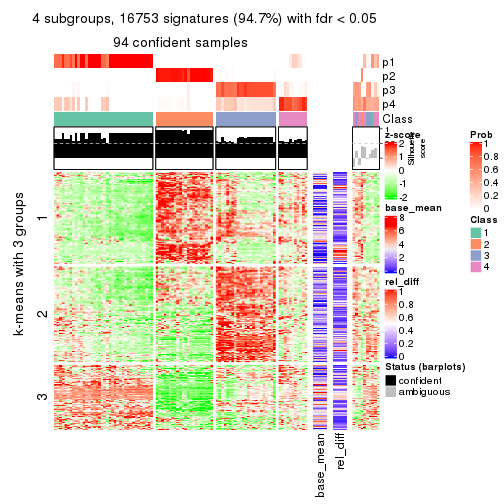 4 subgroups, 16753 signatures (94.7%) with fdr < 0.05
94 confident samples
p1
p2
p3
p4
Class
1
Silhouette
score
z-score
2
1
0
-1
-2
base_mean
8
6
4
2
0
rel_diff
1
0.8
0.6
0.4
0.2
0
Status (barplots)
confident
ambiguous
Prob
1
0.8
0.6
0.4
0.2
0
Class
1
2
3
4
k-means with 3 groups
1
2
3
base_mean
rel_diff